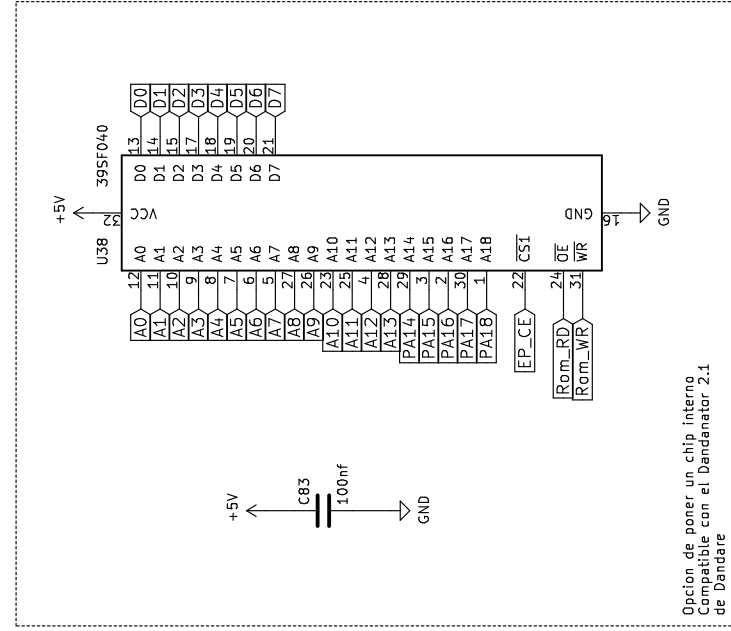 U38
39SF040
+5V
32
VCC
A0 12 A0 D0 13 D0
A1 11 A1 D1 14 D1
A2 10 A2 D2 15 D2
A3 9 A3 D3 17 D3
A4 8 A4 D4 18 D4
A5 7 A5 D5 19 D5
A6 6 A6 D6 20 D6
A7 5 A7 D7 21 D7
A8 27 A8
A9 26 A9
A10 23 A10
A11 25 A11
A12 4 A12
A13 28 A13
PA14 29 A14
PA15 3 A15
PA16 2 A16
PA17 30 A17
PA18 1 A18
EP_CE 22 CS1
Rom_RD 24 OE
Rom_WR 31 WR
GND
16
GND
+5V
C83
100nf
GND
Opcion de poner un chip interno
Compatible con el Dandanator 2.1
de Dandare